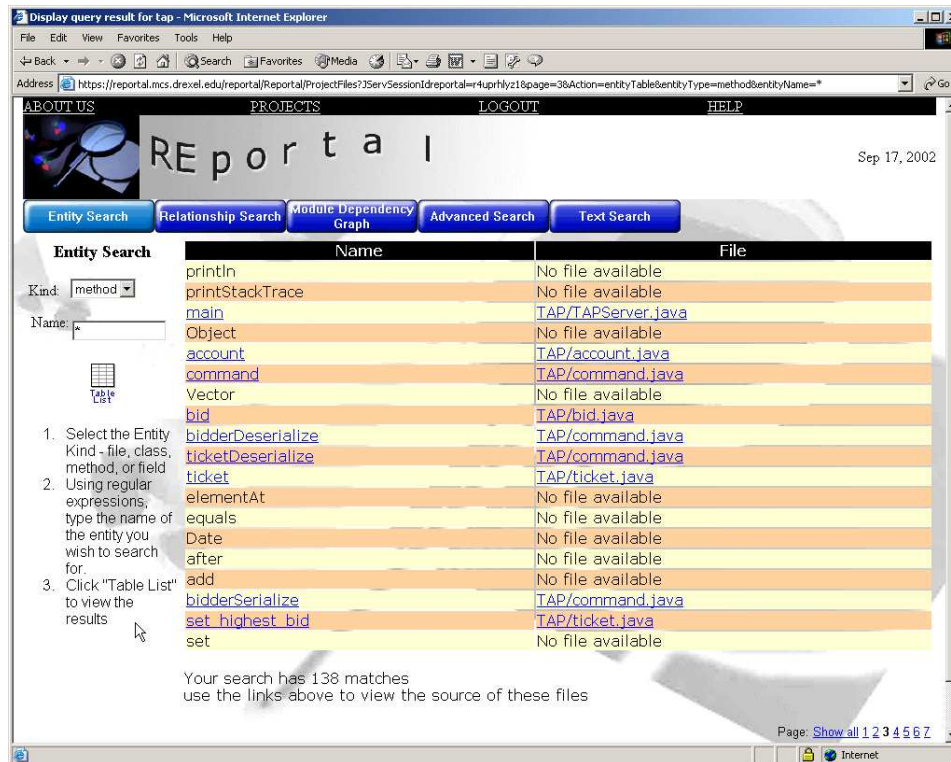 Display query result for tap - Microsoft Internet Explorer
File Edit View Favorites Tools Help
Back Search Favorites Media
Address https://reportal.mcs.drexel.edu/reportal/Reportal/ProjectFiles?JServSessionIdreportal=r4uprhlyz1&page=3&Action=entityTable&entityType=method&entityName=* Go
ABOUT US PROJECTS LOGOUT HELP
REportal
Sep 17, 2002
Entity Search Relationship Search Module Dependency Graph Advanced Search Text Search
Entity Search
Kind: method
Name: *
Table List
1. Select the Entity
Kind - file, class,
method, or field
2. Using regular
expressions,
type the name of
the entity you
wish to search
for.
3. Click "Table List"
to view the
results
Name File
println No file available
printStackTrace No file available
main TAP/TAPServer.java
Object No file available
account TAP/account.java
command TAP/command.java
Vector No file available
bid TAP/bid.java
bidderDeserialize TAP/command.java
ticketDeserialize TAP/command.java
ticket TAP/ticket.java
elementAt No file available
equals No file available
Date No file available
after No file available
add No file available
bidderSerialize TAP/command.java
set_highest_bid TAP/ticket.java
set No file available
Your search has 138 matches
use the links above to view the source of these files
Page: Show all 1 2 3 4 5 6 7
Internet